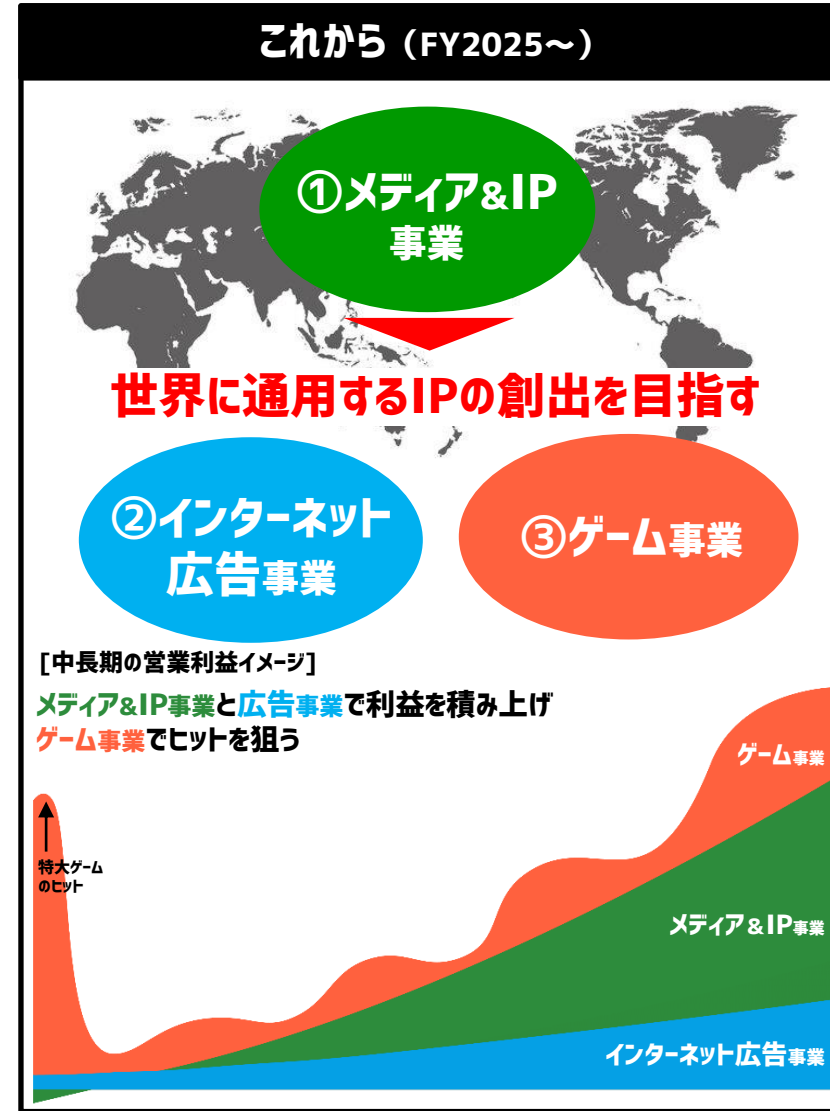 これから（FY2025～）
①メディア&IP
事業
世界に通用するIPの創出を目指す
②インターネット
広告事業
③ゲーム事業
[中長期の営業利益イメージ]
メディア&IP事業と広告事業で利益を積み上げ
ゲーム事業でヒットを狙う
ゲーム事業
特大ゲーム
のヒット
メディア&IP事業
インターネット広告事業